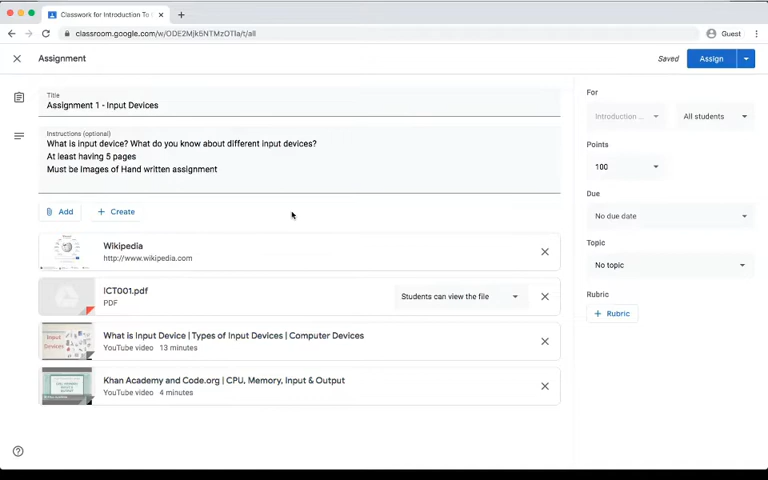 Classwork for Introduction To
classroom.google.com/w/ODE2Mjk5NTMzOTIa/t/all
Guest
Assignment
Saved
Assign
Title
Assignment 1 - Input Devices
Instructions (optional)
What is input device? What do you know about different input devices?
At least having 5 pages
Must be Images of Hand written assignment
Add
Create
Wikipedia
http://www.wikipedia.com
ICT001.pdf
PDF
Students can view the file
Input
Devices
What is Input Device | Types of Input Devices | Computer Devices
YouTube video 13 minutes
Khan Academy and Code.org | CPU, Memory, Input & Output
YouTube video 4 minutes
For
Introduction ...
All students
Points
100
Due
No due date
Topic
No topic
Rubric
Rubric